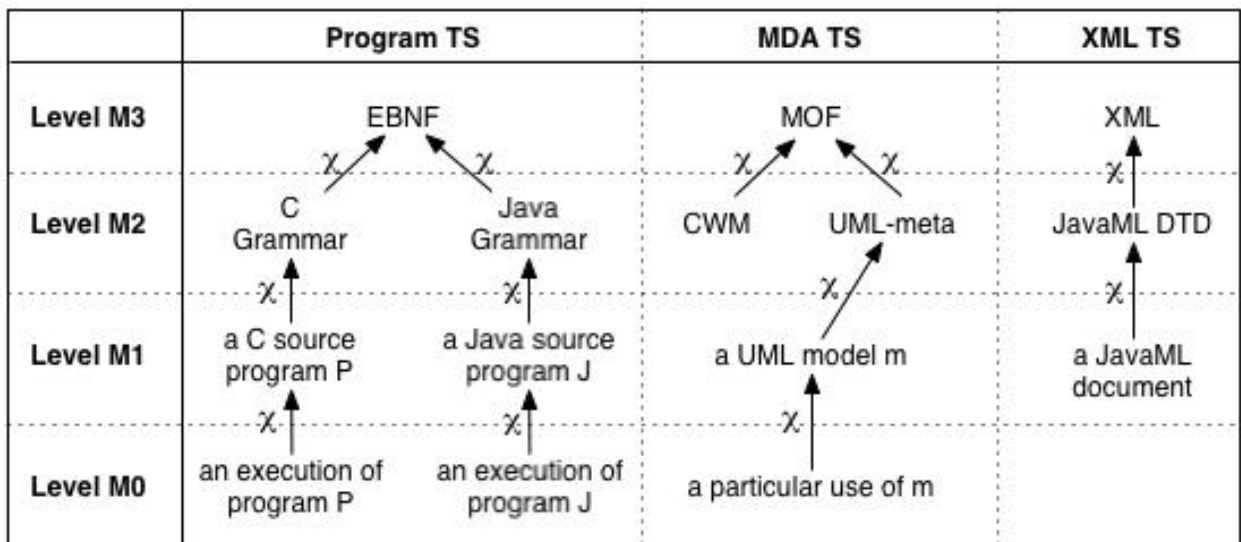 Program TS MDA TS XML TS
Level M3 EBNF MOF XML
χ χ χ χ χ
Level M2 C Grammar Java Grammar CWM UML-meta JavaML DTD
χ χ χ χ
Level M1 a C source program P a Java source program J a UML model m a JavaML document
χ χ χ
Level M0 an execution of program P an execution of program J a particular use of m